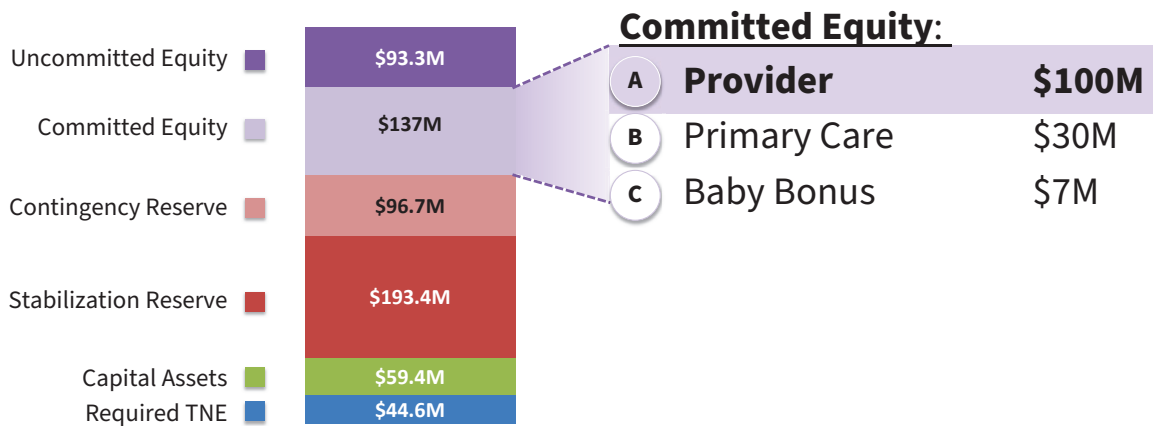 Uncommitted Equity
Committed Equity
Contingency Reserve
Stabilization Reserve
Capital Assets
Required TNE
$93.3M
$137M
$96.7M
$193.4M
$59.4M
$44.6M
Committed Equity:
A Provider $100M
B Primary Care $30M
C Baby Bonus $7M